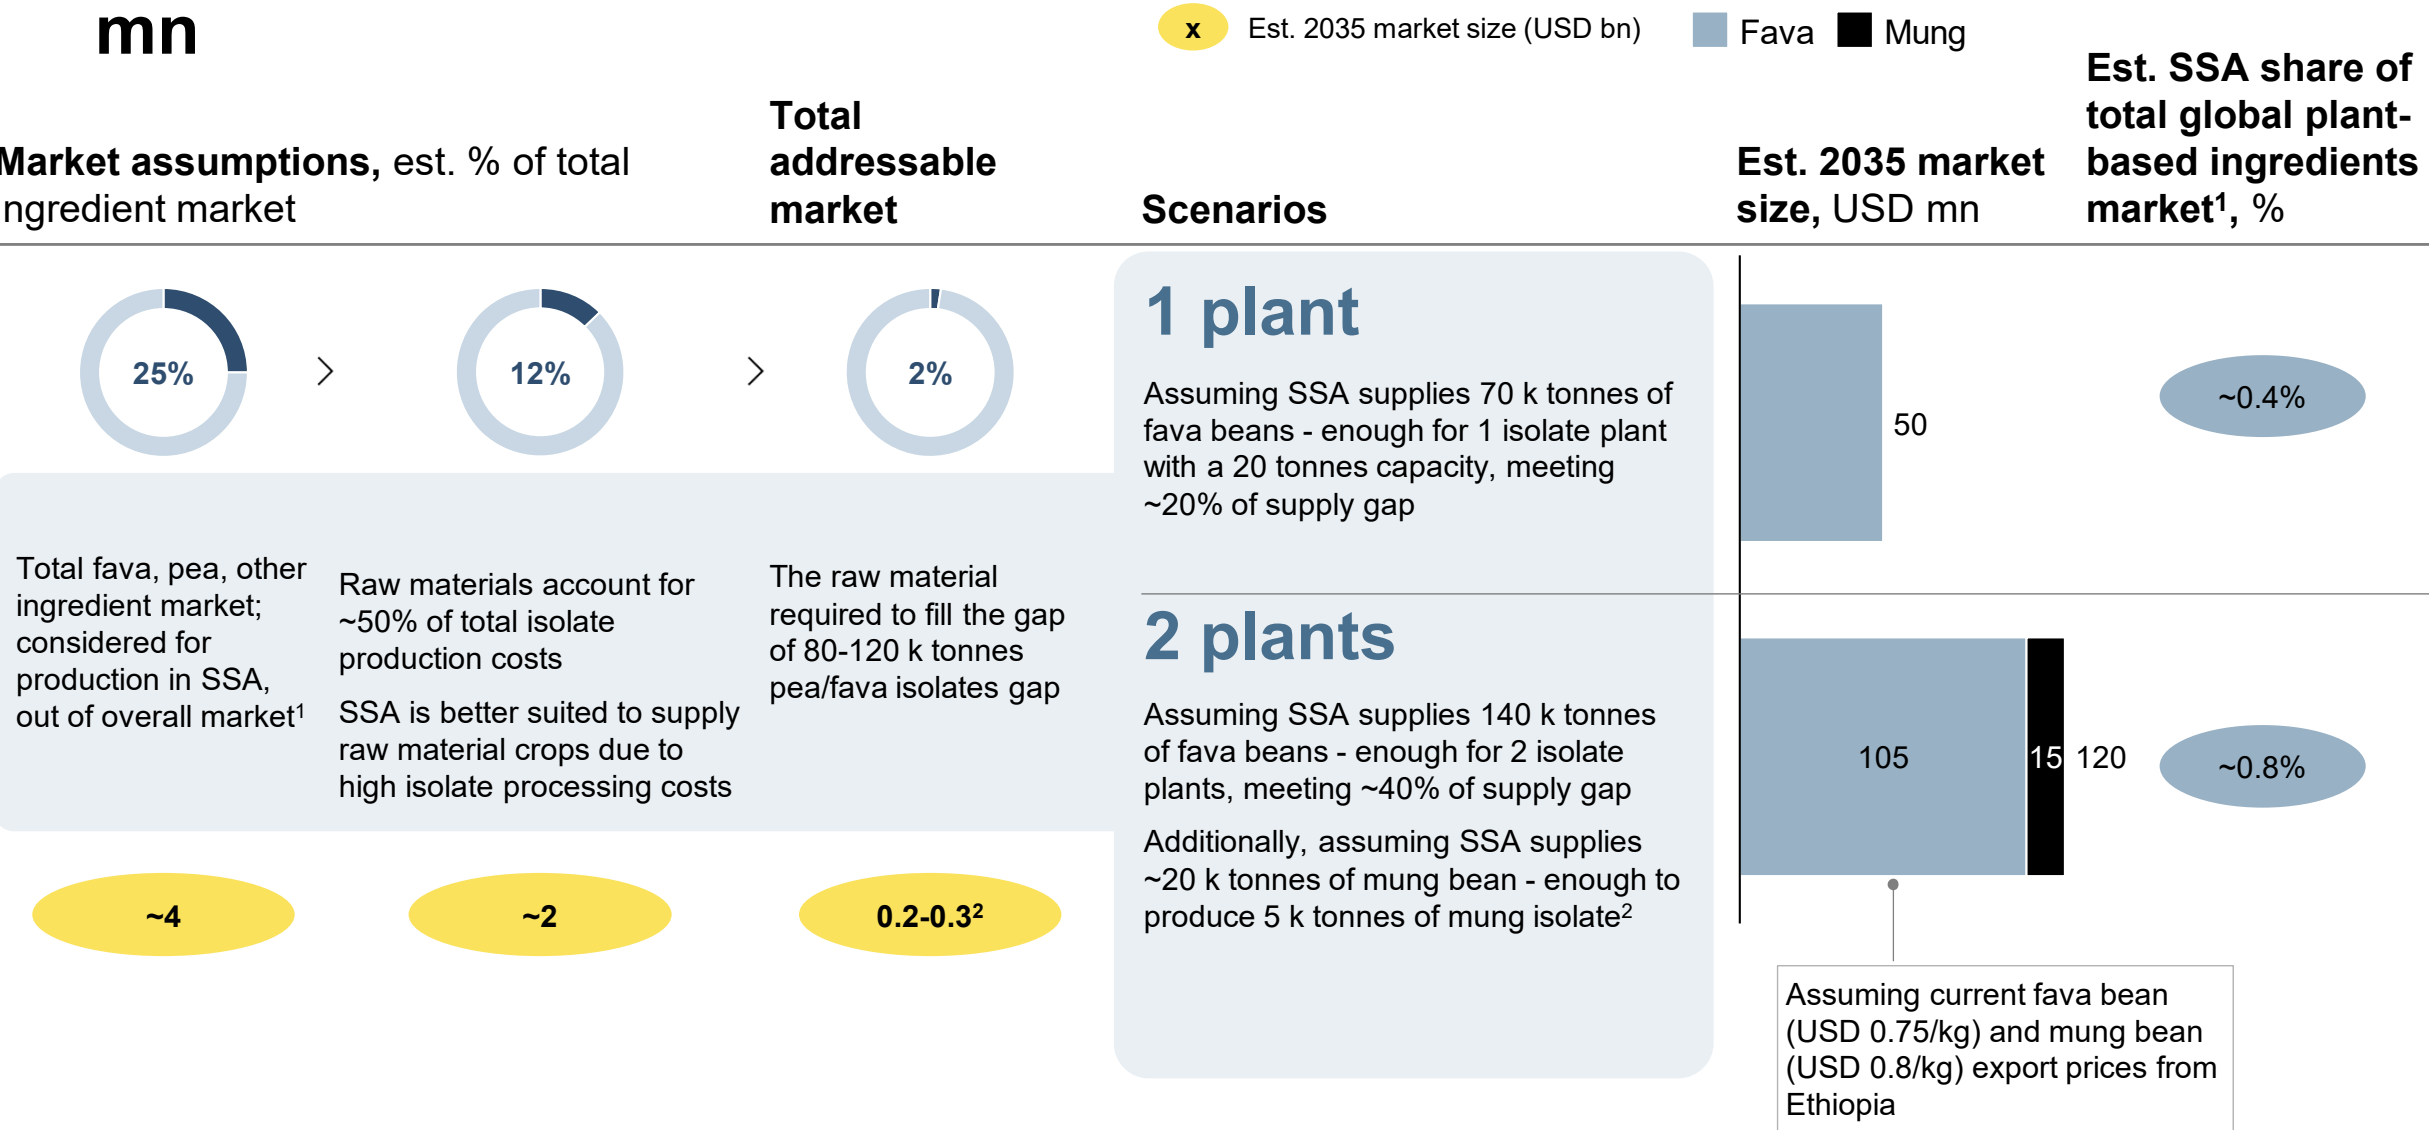 mn
x Est. 2035 market size (USD bn) Fava Mung
Market assumptions, est. % of total
ingredient market
Total
addressable
market
Scenarios
Est. 2035 market
size, USD mn
Est. SSA share of
total global plant-
based ingredients
market¹, %
25%
>
12%
>
2%
Total fava, pea, other
ingredient market;
considered for
production in SSA,
out of overall market¹
Raw materials account for
~50% of total isolate
production costs
SSA is better suited to supply
raw material crops due to
high isolate processing costs
The raw material
required to fill the gap
of 80-120 k tonnes
pea/fava isolates gap
~4
~2
0.2-0.3²
1 plant
Assuming SSA supplies 70 k tonnes of
fava beans - enough for 1 isolate plant
with a 20 tonnes capacity, meeting
~20% of supply gap
50
~0.4%
2 plants
Assuming SSA supplies 140 k tonnes
of fava beans - enough for 2 isolate
plants, meeting ~40% of supply gap
Additionally, assuming SSA supplies
~20 k tonnes of mung bean - enough to
produce 5 k tonnes of mung isolate²
105 15 120
~0.8%
Assuming current fava bean
(USD 0.75/kg) and mung bean
(USD 0.8/kg) export prices from
Ethiopia